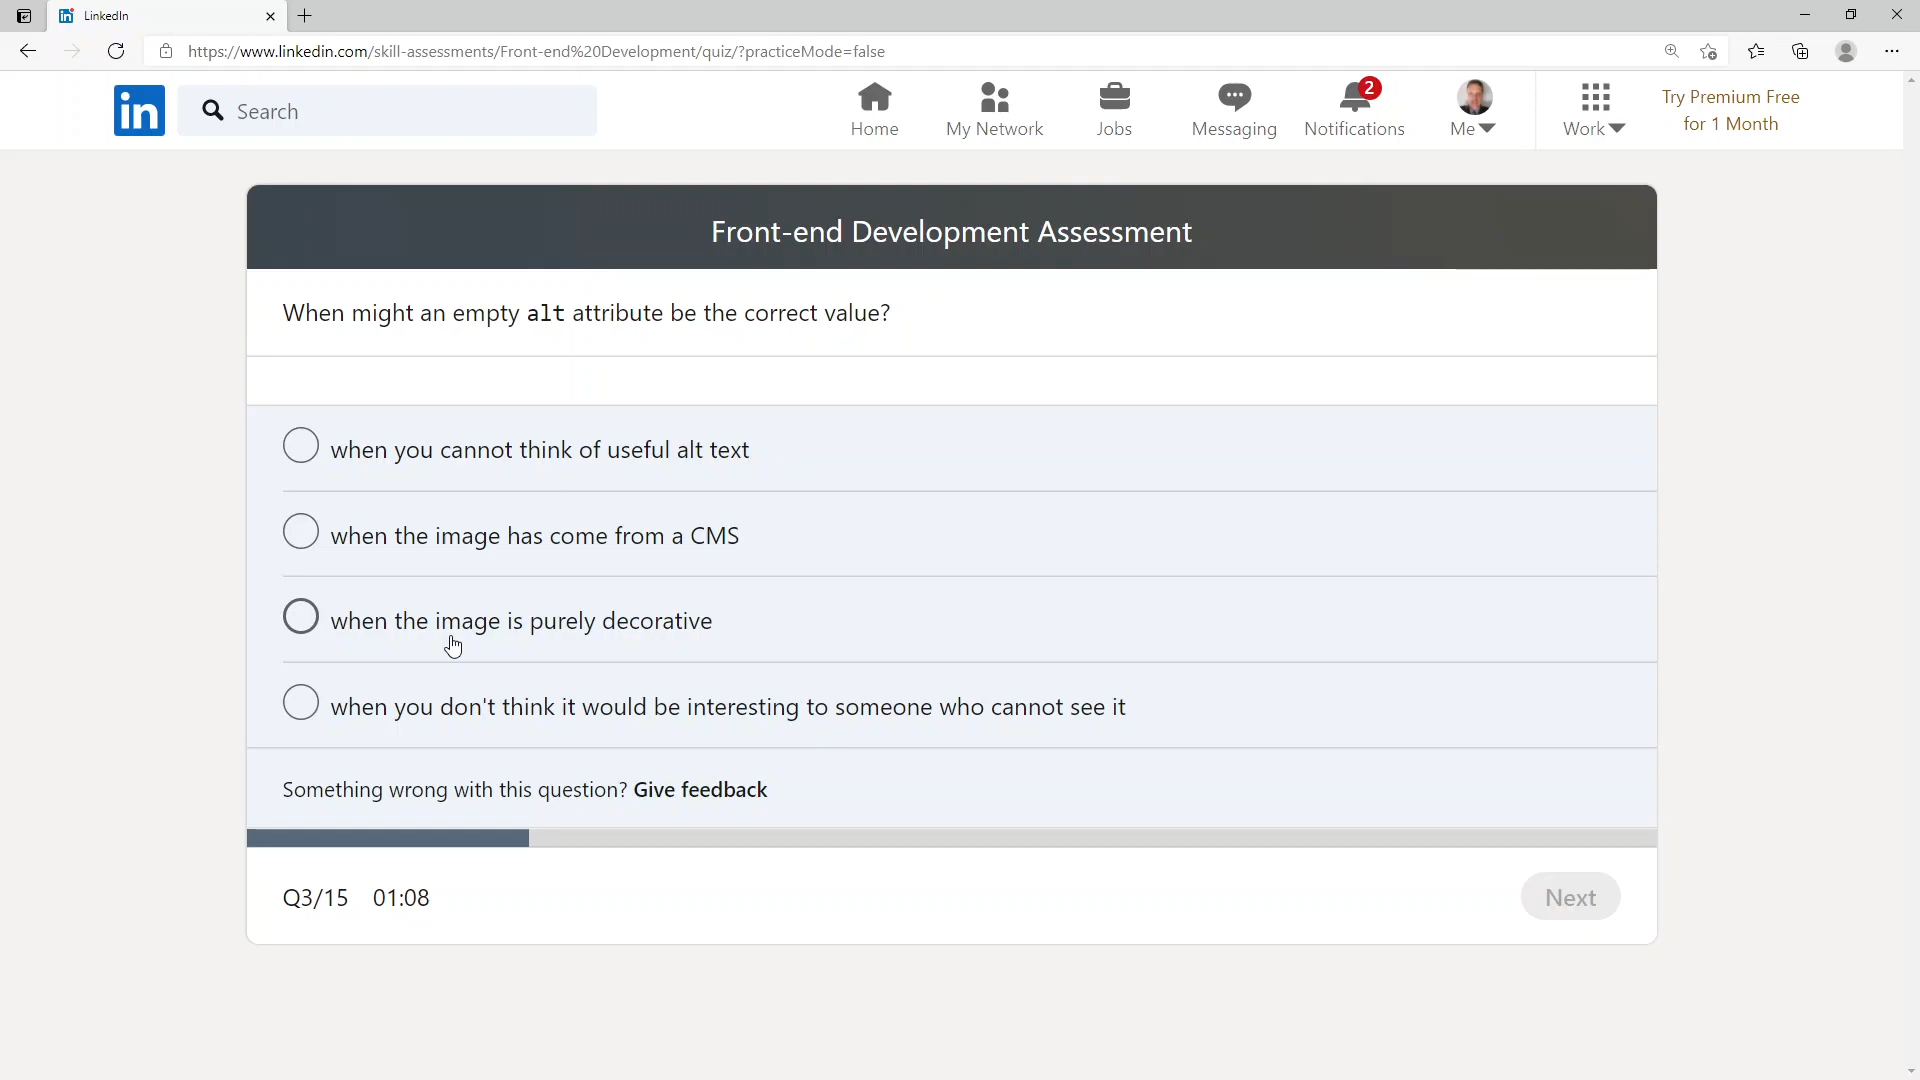 LinkedIn
https://www.linkedin.com/skill-assessments/Front-end%20Development/quiz/?practiceMode=false
in
Search
Home
My Network
Jobs
Messaging
2
Notifications
Me
Work
Try Premium Free
for 1 Month
Front-end Development Assessment
When might an empty alt attribute be the correct value?
when you cannot think of useful alt text
when the image has come from a CMS
when the image is purely decorative
when you don't think it would be interesting to someone who cannot see it
Something wrong with this question? Give feedback
Q3/15 01:08
Next